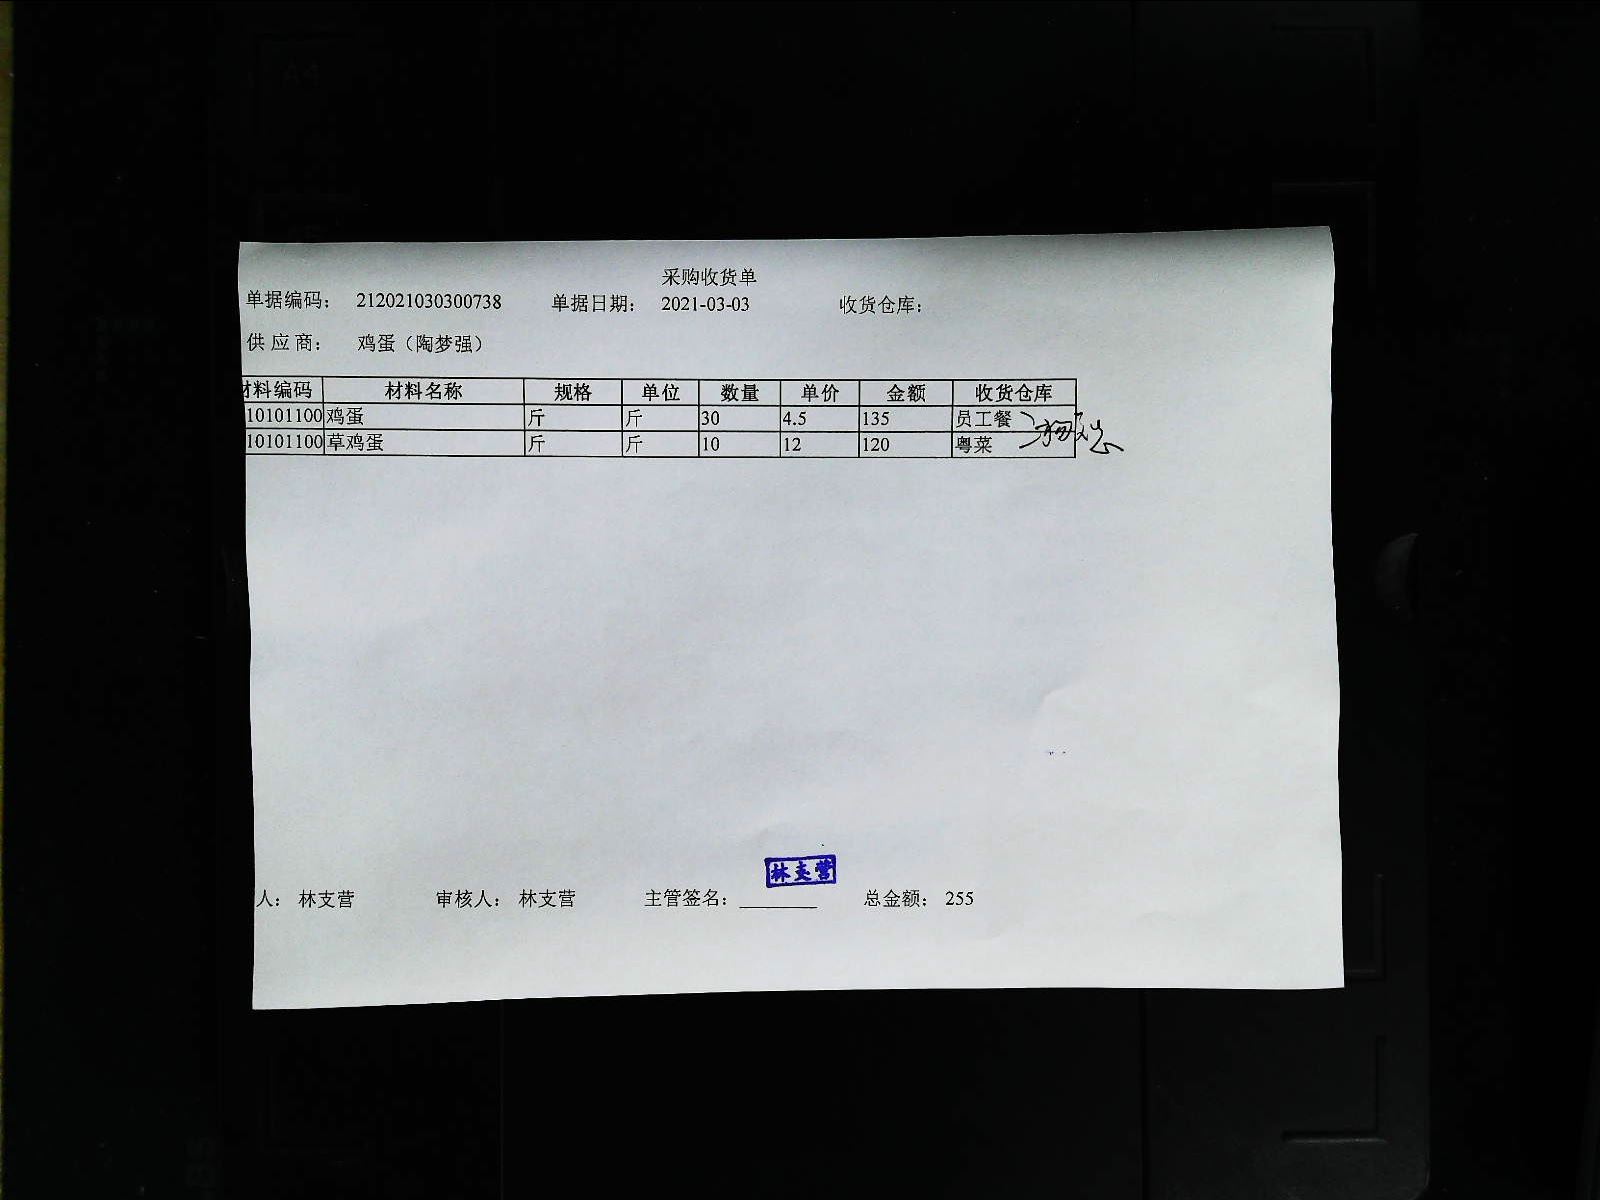 采购收货单
单据编码： 212021030300738 单据日期： 2021-03-03 收货仓库：
供 应 商： 鸡蛋（陶梦强）
材料编码 材料名称 规格 单位 数量 单价 金额 收货仓库
10101100 鸡蛋 斤 斤 30 4.5 135 员工餐
10101100 草鸡蛋 斤 斤 10 12 120 粤菜
林支营
人： 林支营 审核人： 林支营 主管签名： 总金额： 255